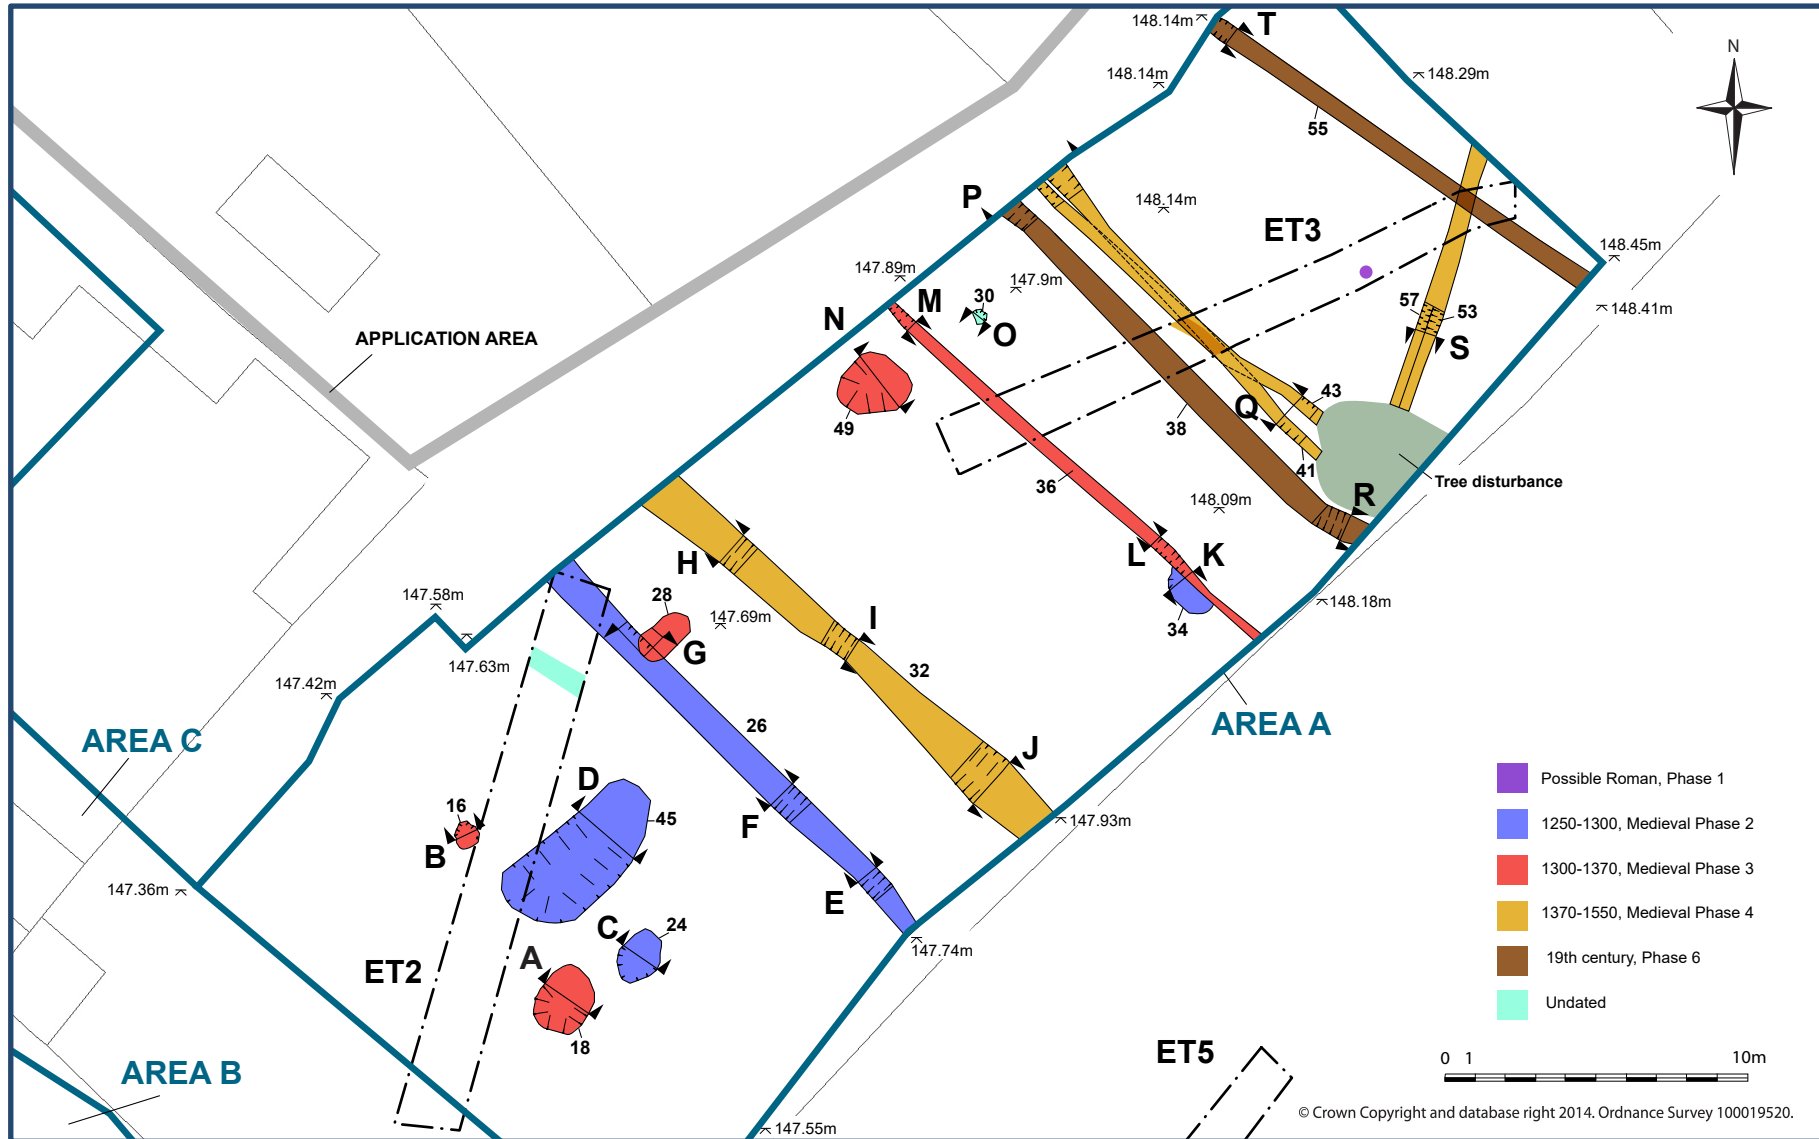 148.14m
T
N
148.29m
148.14m
55
P
148.14m
ET3
148.45m
147.89m
147.9m
30
M
N
O
57
53
148.41m
S
APPLICATION AREA
43
Q
49
38
41
Tree disturbance
36
148.09m
R
H
L
K
147.58m
28
147.69m
I
148.18m
34
G
147.63m
32
147.42m
26
AREA A
AREA C
J
D
Possible Roman, Phase 1
16
45
147.93m
1250-1300, Medieval Phase 2
F
B
1300-1370, Medieval Phase 3
147.36m
E
C
24
1370-1550, Medieval Phase 4
147.74m
A
19th century, Phase 6
ET2
Undated
18
ET5
0 1 10m
AREA B
© Crown Copyright and database right 2014. Ordnance Survey 100019520.
147.55m